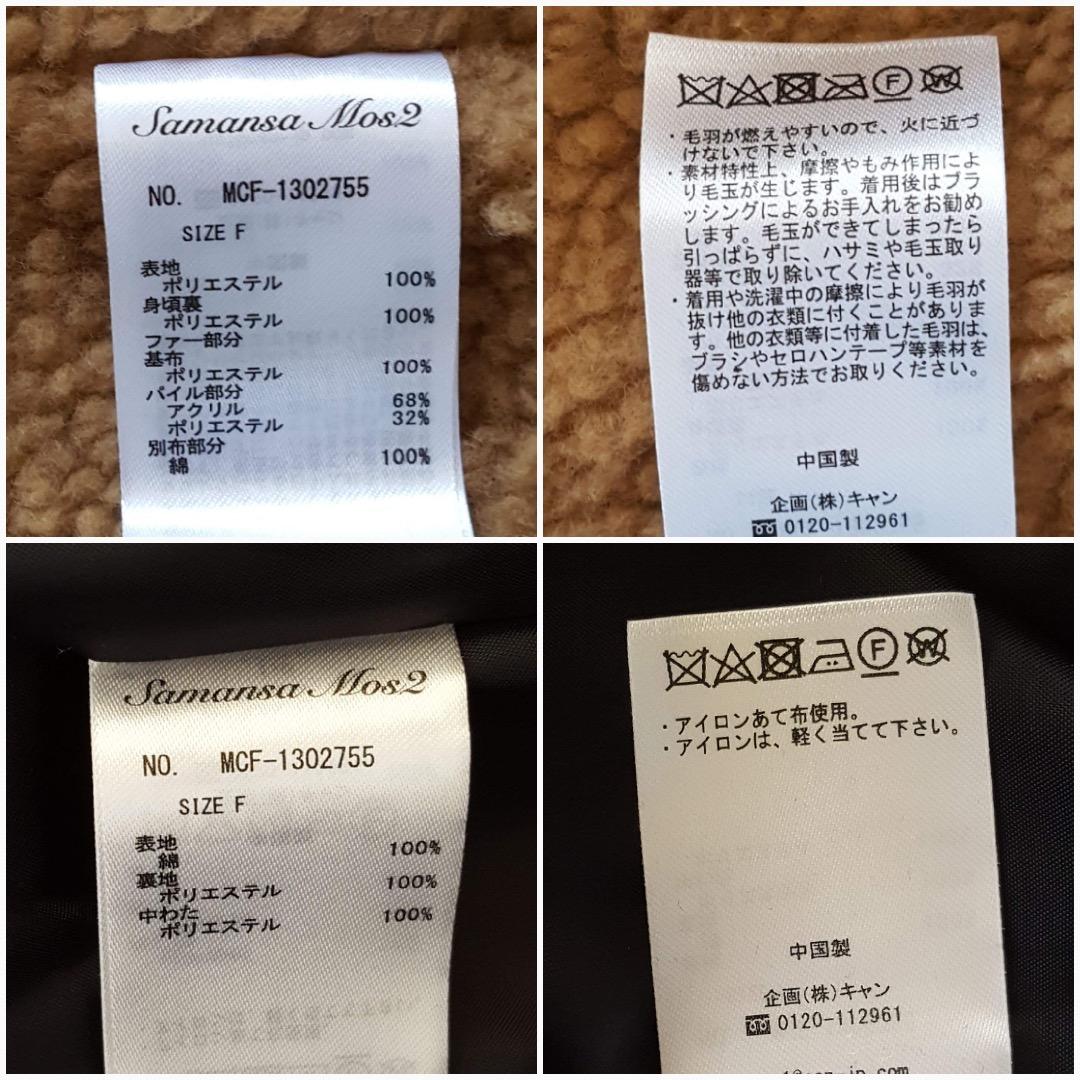 Samansa Mos2
NO. MCF-1302755
SIZE F
表地
ポリエステル 100%
身頃裏
ポリエステル 100%
ファー部分
基布
ポリエステル 100%
パイル部分
アクリル 68%
ポリエステル 32%
別布部分
綿 100%
F W
・毛羽が燃えやすいので、火に近づ
けないで下さい。
・素材特性上、摩擦やもみ作用によ
り毛玉が生じます。着用後はブラ
ッシングによるお手入れをお勧め
します。毛玉ができてしまったら
引っぱらずに、ハサミや毛玉取り
器等で取り除いてください。
・着用や洗濯中の摩擦により毛羽が
抜け他の衣類に付くことがありま
す。他の衣類等に付着した毛羽は、
ブラシやセロハンテープ等素材を
傷めない方法でお取りください。
中国製
企画(株)キャン
0120-112961
Samansa Mos2
NO. MCF-1302755
SIZE F
表地
綿 100%
裏地
ポリエステル 100%
中わた
ポリエステル 100%
F W
・アイロンあて布使用。
・アイロンは、軽く当てて下さい。
中国製
企画(株)キャン
0120-112961